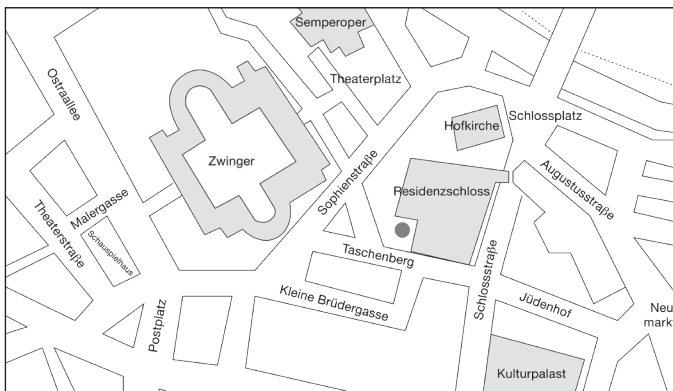 Semperoper
Theaterplatz
Ostraallee
Hofkirche
Schlossplatz
Zwinger
Sophienstraße
Residenzschloss
Augustusstraße
Malergasse
Theaterstraße
Schauspielhaus
Taschenberg
Schlossstraße
Kleine Brüdergasse
Jüdenhof
Neu
markt
Postplatz
Kulturpalast